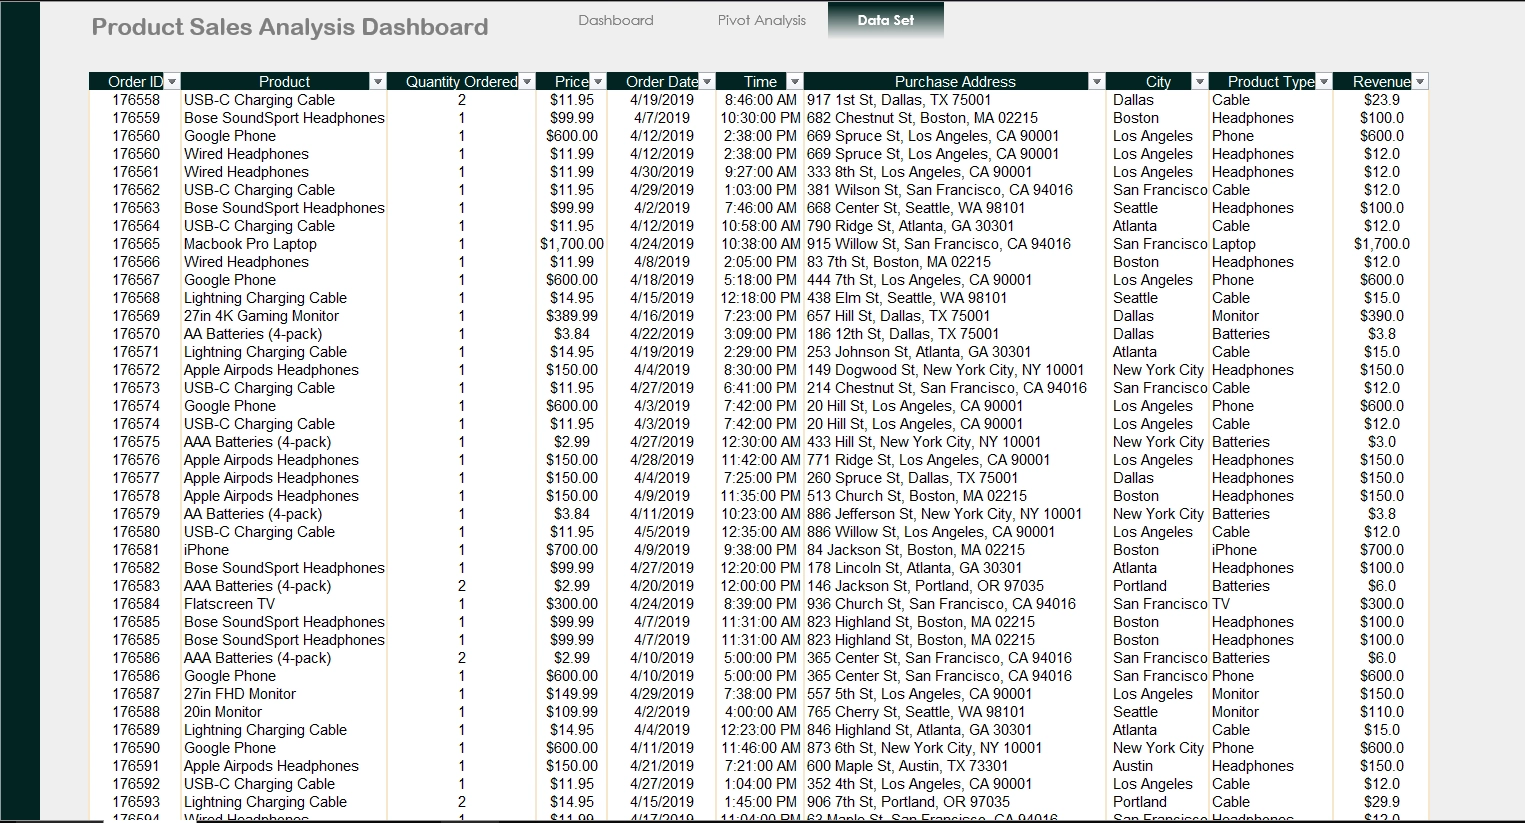 Product Sales Analysis Dashboard
Dashboard Pivot Analysis Data Set
Order ID Product Quantity Ordered Price Order Date Time Purchase Address City Product Type Revenue
176558 USB-C Charging Cable 2 $11.95 4/19/2019 8:46:00 AM 917 1st St, Dallas, TX 75001 Dallas Cable $23.9
176559 Bose SoundSport Headphones 1 $99.99 4/7/2019 10:30:00 PM 682 Chestnut St, Boston, MA 02215 Boston Headphones $100.0
176560 Google Phone 1 $600.00 4/12/2019 2:38:00 PM 669 Spruce St, Los Angeles, CA 90001 Los Angeles Phone $600.0
176560 Wired Headphones 1 $11.99 4/12/2019 2:38:00 PM 669 Spruce St, Los Angeles, CA 90001 Los Angeles Headphones $12.0
176561 Wired Headphones 1 $11.99 4/30/2019 9:27:00 AM 333 8th St, Los Angeles, CA 90001 Los Angeles Headphones $12.0
176562 USB-C Charging Cable 1 $11.95 4/29/2019 1:03:00 PM 381 Wilson St, San Francisco, CA 94016 San Francisco Cable $12.0
176563 Bose SoundSport Headphones 1 $99.99 4/2/2019 7:46:00 AM 668 Center St, Seattle, WA 98101 Seattle Headphones $100.0
176564 USB-C Charging Cable 1 $11.95 4/12/2019 10:58:00 AM 790 Ridge St, Atlanta, GA 30301 Atlanta Cable $12.0
176565 Macbook Pro Laptop 1 $1,700.00 4/24/2019 10:38:00 AM 915 Willow St, San Francisco, CA 94016 San Francisco Laptop $1,700.0
176566 Wired Headphones 1 $11.99 4/8/2019 2:05:00 PM 83 7th St, Boston, MA 02215 Boston Headphones $12.0
176567 Google Phone 1 $600.00 4/18/2019 5:18:00 PM 444 7th St, Los Angeles, CA 90001 Los Angeles Phone $600.0
176568 Lightning Charging Cable 1 $14.95 4/15/2019 12:18:00 PM 438 Elm St, Seattle, WA 98101 Seattle Cable $15.0
176569 27in 4K Gaming Monitor 1 $389.99 4/16/2019 7:23:00 PM 657 Hill St, Dallas, TX 75001 Dallas Monitor $390.0
176570 AA Batteries (4-pack) 1 $3.84 4/22/2019 3:09:00 PM 186 12th St, Dallas, TX 75001 Dallas Batteries $3.8
176571 Lightning Charging Cable 1 $14.95 4/19/2019 2:29:00 PM 253 Johnson St, Atlanta, GA 30301 Atlanta Cable $15.0
176572 Apple Airpods Headphones 1 $150.00 4/4/2019 8:30:00 PM 149 Dogwood St, New York City, NY 10001 New York City Headphones $150.0
176573 USB-C Charging Cable 1 $11.95 4/27/2019 6:41:00 PM 214 Chestnut St, San Francisco, CA 94016 San Francisco Cable $12.0
176574 Google Phone 1 $600.00 4/3/2019 7:42:00 PM 20 Hill St, Los Angeles, CA 90001 Los Angeles Phone $600.0
176574 USB-C Charging Cable 1 $11.95 4/3/2019 7:42:00 PM 20 Hill St, Los Angeles, CA 90001 Los Angeles Cable $12.0
176575 AAA Batteries (4-pack) 1 $2.99 4/27/2019 12:30:00 AM 433 Hill St, New York City, NY 10001 New York City Batteries $3.0
176576 Apple Airpods Headphones 1 $150.00 4/28/2019 11:42:00 AM 771 Ridge St, Los Angeles, CA 90001 Los Angeles Headphones $150.0
176577 Apple Airpods Headphones 1 $150.00 4/4/2019 7:25:00 PM 260 Spruce St, Dallas, TX 75001 Dallas Headphones $150.0
176578 Apple Airpods Headphones 1 $150.00 4/9/2019 11:35:00 PM 513 Church St, Boston, MA 02215 Boston Headphones $150.0
176579 AA Batteries (4-pack) 1 $3.84 4/11/2019 10:23:00 AM 886 Jefferson St, New York City, NY 10001 New York City Batteries $3.8
176580 USB-C Charging Cable 1 $11.95 4/5/2019 12:35:00 AM 886 Willow St, Los Angeles, CA 90001 Los Angeles Cable $12.0
176581 iPhone 1 $700.00 4/9/2019 9:38:00 PM 84 Jackson St, Boston, MA 02215 Boston iPhone $700.0
176582 Bose SoundSport Headphones 1 $99.99 4/27/2019 12:20:00 PM 178 Lincoln St, Atlanta, GA 30301 Atlanta Headphones $100.0
176583 AAA Batteries (4-pack) 2 $2.99 4/20/2019 12:00:00 PM 146 Jackson St, Portland, OR 97035 Portland Batteries $6.0
176584 Flatscreen TV 1 $300.00 4/24/2019 8:39:00 PM 936 Church St, San Francisco, CA 94016 San Francisco TV $300.0
176585 Bose SoundSport Headphones 1 $99.99 4/7/2019 11:31:00 AM 823 Highland St, Boston, MA 02215 Boston Headphones $100.0
176585 Bose SoundSport Headphones 1 $99.99 4/7/2019 11:31:00 AM 823 Highland St, Boston, MA 02215 Boston Headphones $100.0
176586 AAA Batteries (4-pack) 2 $2.99 4/10/2019 5:00:00 PM 365 Center St, San Francisco, CA 94016 San Francisco Batteries $6.0
176586 Google Phone 1 $600.00 4/10/2019 5:00:00 PM 365 Center St, San Francisco, CA 94016 San Francisco Phone $600.0
176587 27in FHD Monitor 1 $149.99 4/29/2019 7:38:00 PM 557 5th St, Los Angeles, CA 90001 Los Angeles Monitor $150.0
176588 20in Monitor 1 $109.99 4/2/2019 4:00:00 AM 765 Cherry St, Seattle, WA 98101 Seattle Monitor $110.0
176589 Lightning Charging Cable 1 $14.95 4/4/2019 12:23:00 PM 846 Highland St, Atlanta, GA 30301 Atlanta Cable $15.0
176590 Google Phone 1 $600.00 4/11/2019 11:46:00 AM 873 6th St, New York City, NY 10001 New York City Phone $600.0
176591 Apple Airpods Headphones 1 $150.00 4/21/2019 7:21:00 AM 600 Maple St, Austin, TX 73301 Austin Headphones $150.0
176592 USB-C Charging Cable 1 $11.95 4/27/2019 1:04:00 PM 352 4th St, Los Angeles, CA 90001 Los Angeles Cable $12.0
176593 Lightning Charging Cable 2 $14.95 4/15/2019 1:45:00 PM 906 7th St, Portland, OR 97035 Portland Cable $29.9
176594 Wired Headphones 1 $11.99 4/17/2019 11:04:00 PM 63 Maple St, San Francisco, CA 94016 San Francisco Headphones $12.0